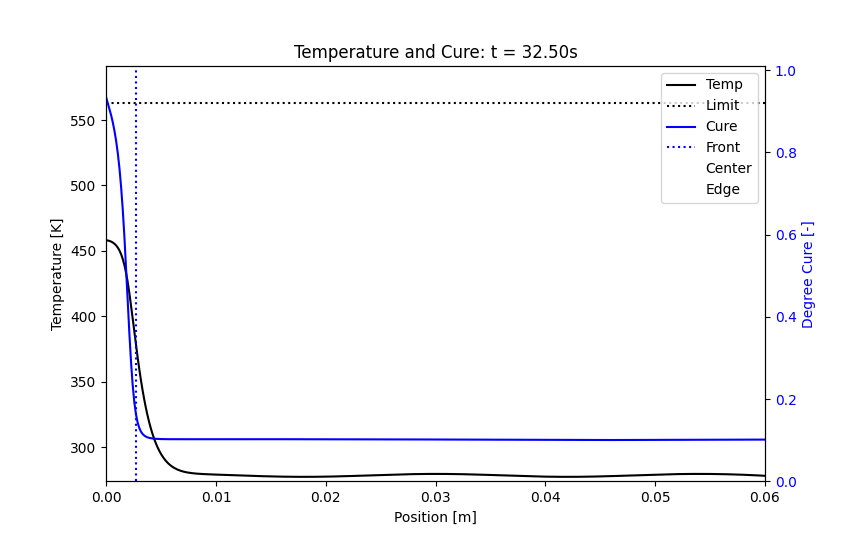 Temperature and Cure: t = 32.50s
Temperature [K]
550
500
450
400
350
300
Temp
Limit
Cure
Front
Center
Edge
1.0
0.8
0.6
0.4
0.2
0.0
Degree Cure [-]
0.00 0.01 0.02 0.03 0.04 0.05 0.06
Position [m]